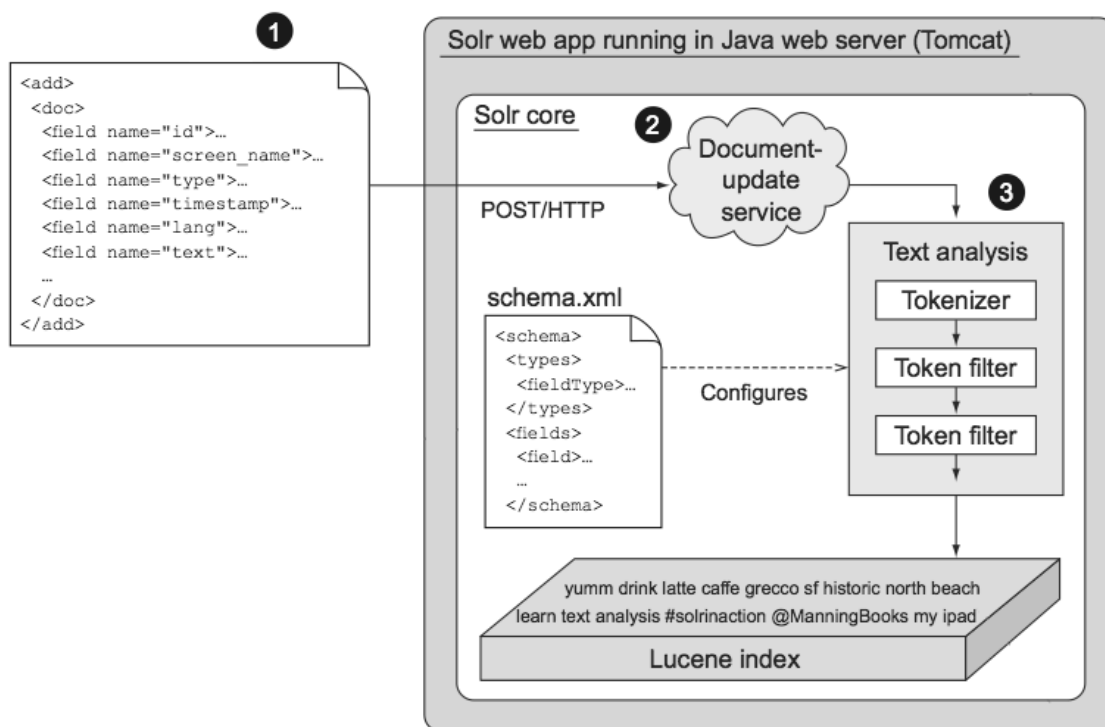 1
<add>
<doc>
<field name="id">…
<field name="screen_name">…
<field name="type">…
<field name="timestamp">…
<field name="lang">…
<field name="text">…
…
</doc>
</add>
Solr web app running in Java web server (Tomcat)
Solr core
POST/HTTP
2
Document-
update
service
3
Text analysis
Tokenizer
Token filter
Token filter
schema.xml
<schema>
<types>
<fieldType>…
</types>
<fields>
<field>…
…
</schema>
Configures
yumm drink latte caffe grecco sf historic north beach
learn text analysis #solrinaction @ManningBooks my ipad
Lucene index